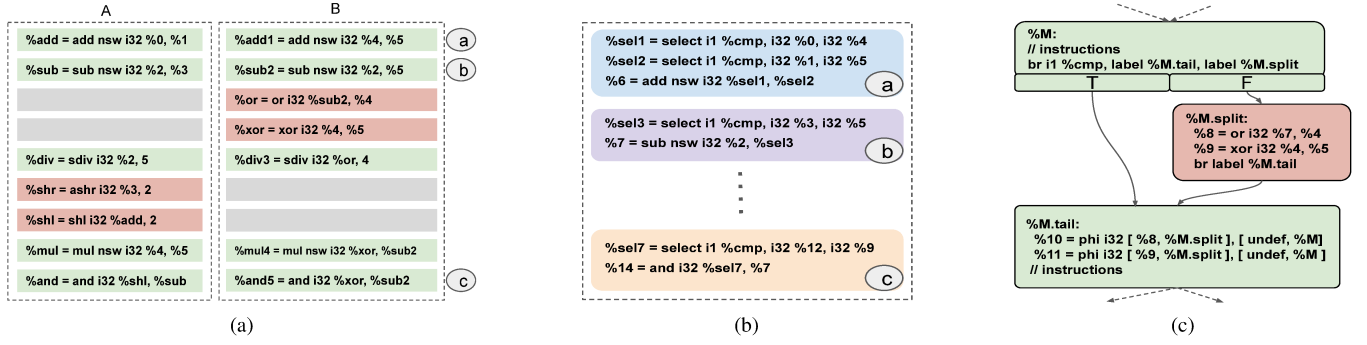 A
B
%add = add nsw i32 %0, %1
%add1 = add nsw i32 %4, %5
a
%sub = sub nsw i32 %2, %3
%sub2 = sub nsw i32 %2, %5
b
%or = or i32 %sub2, %4
%xor = xor i32 %4, %5
%div = sdiv i32 %2, 5
%div3 = sdiv i32 %or, 4
%shr = ashr i32 %3, 2
%shl = shl i32 %add, 2
%mul = mul nsw i32 %4, %5
%mul4 = mul nsw i32 %xor, %sub2
%and = and i32 %shl, %sub
%and5 = and i32 %xor, %sub2
c
(a)
%sel1 = select i1 %cmp, i32 %0, i32 %4
%sel2 = select i1 %cmp, i32 %1, i32 %5
%6 = add nsw i32 %sel1, %sel2
a
%sel3 = select i1 %cmp, i32 %3, i32 %5
%7 = sub nsw i32 %2, %sel3
b
%sel7 = select i1 %cmp, i32 %12, i32 %9
%14 = and i32 %sel7, %7
c
(b)
%M:
// instructions
br i1 %cmp, label %M.tail, label %M.split
T
F
%M.split:
%8 = or i32 %7, %4
%9 = xor i32 %4, %5
br label %M.tail
%M.tail:
%10 = phi i32 [ %8, %M.split ], [ undef, %M]
%11 = phi i32 [ %9, %M.split ], [ undef, %M ]
// instructions
(c)